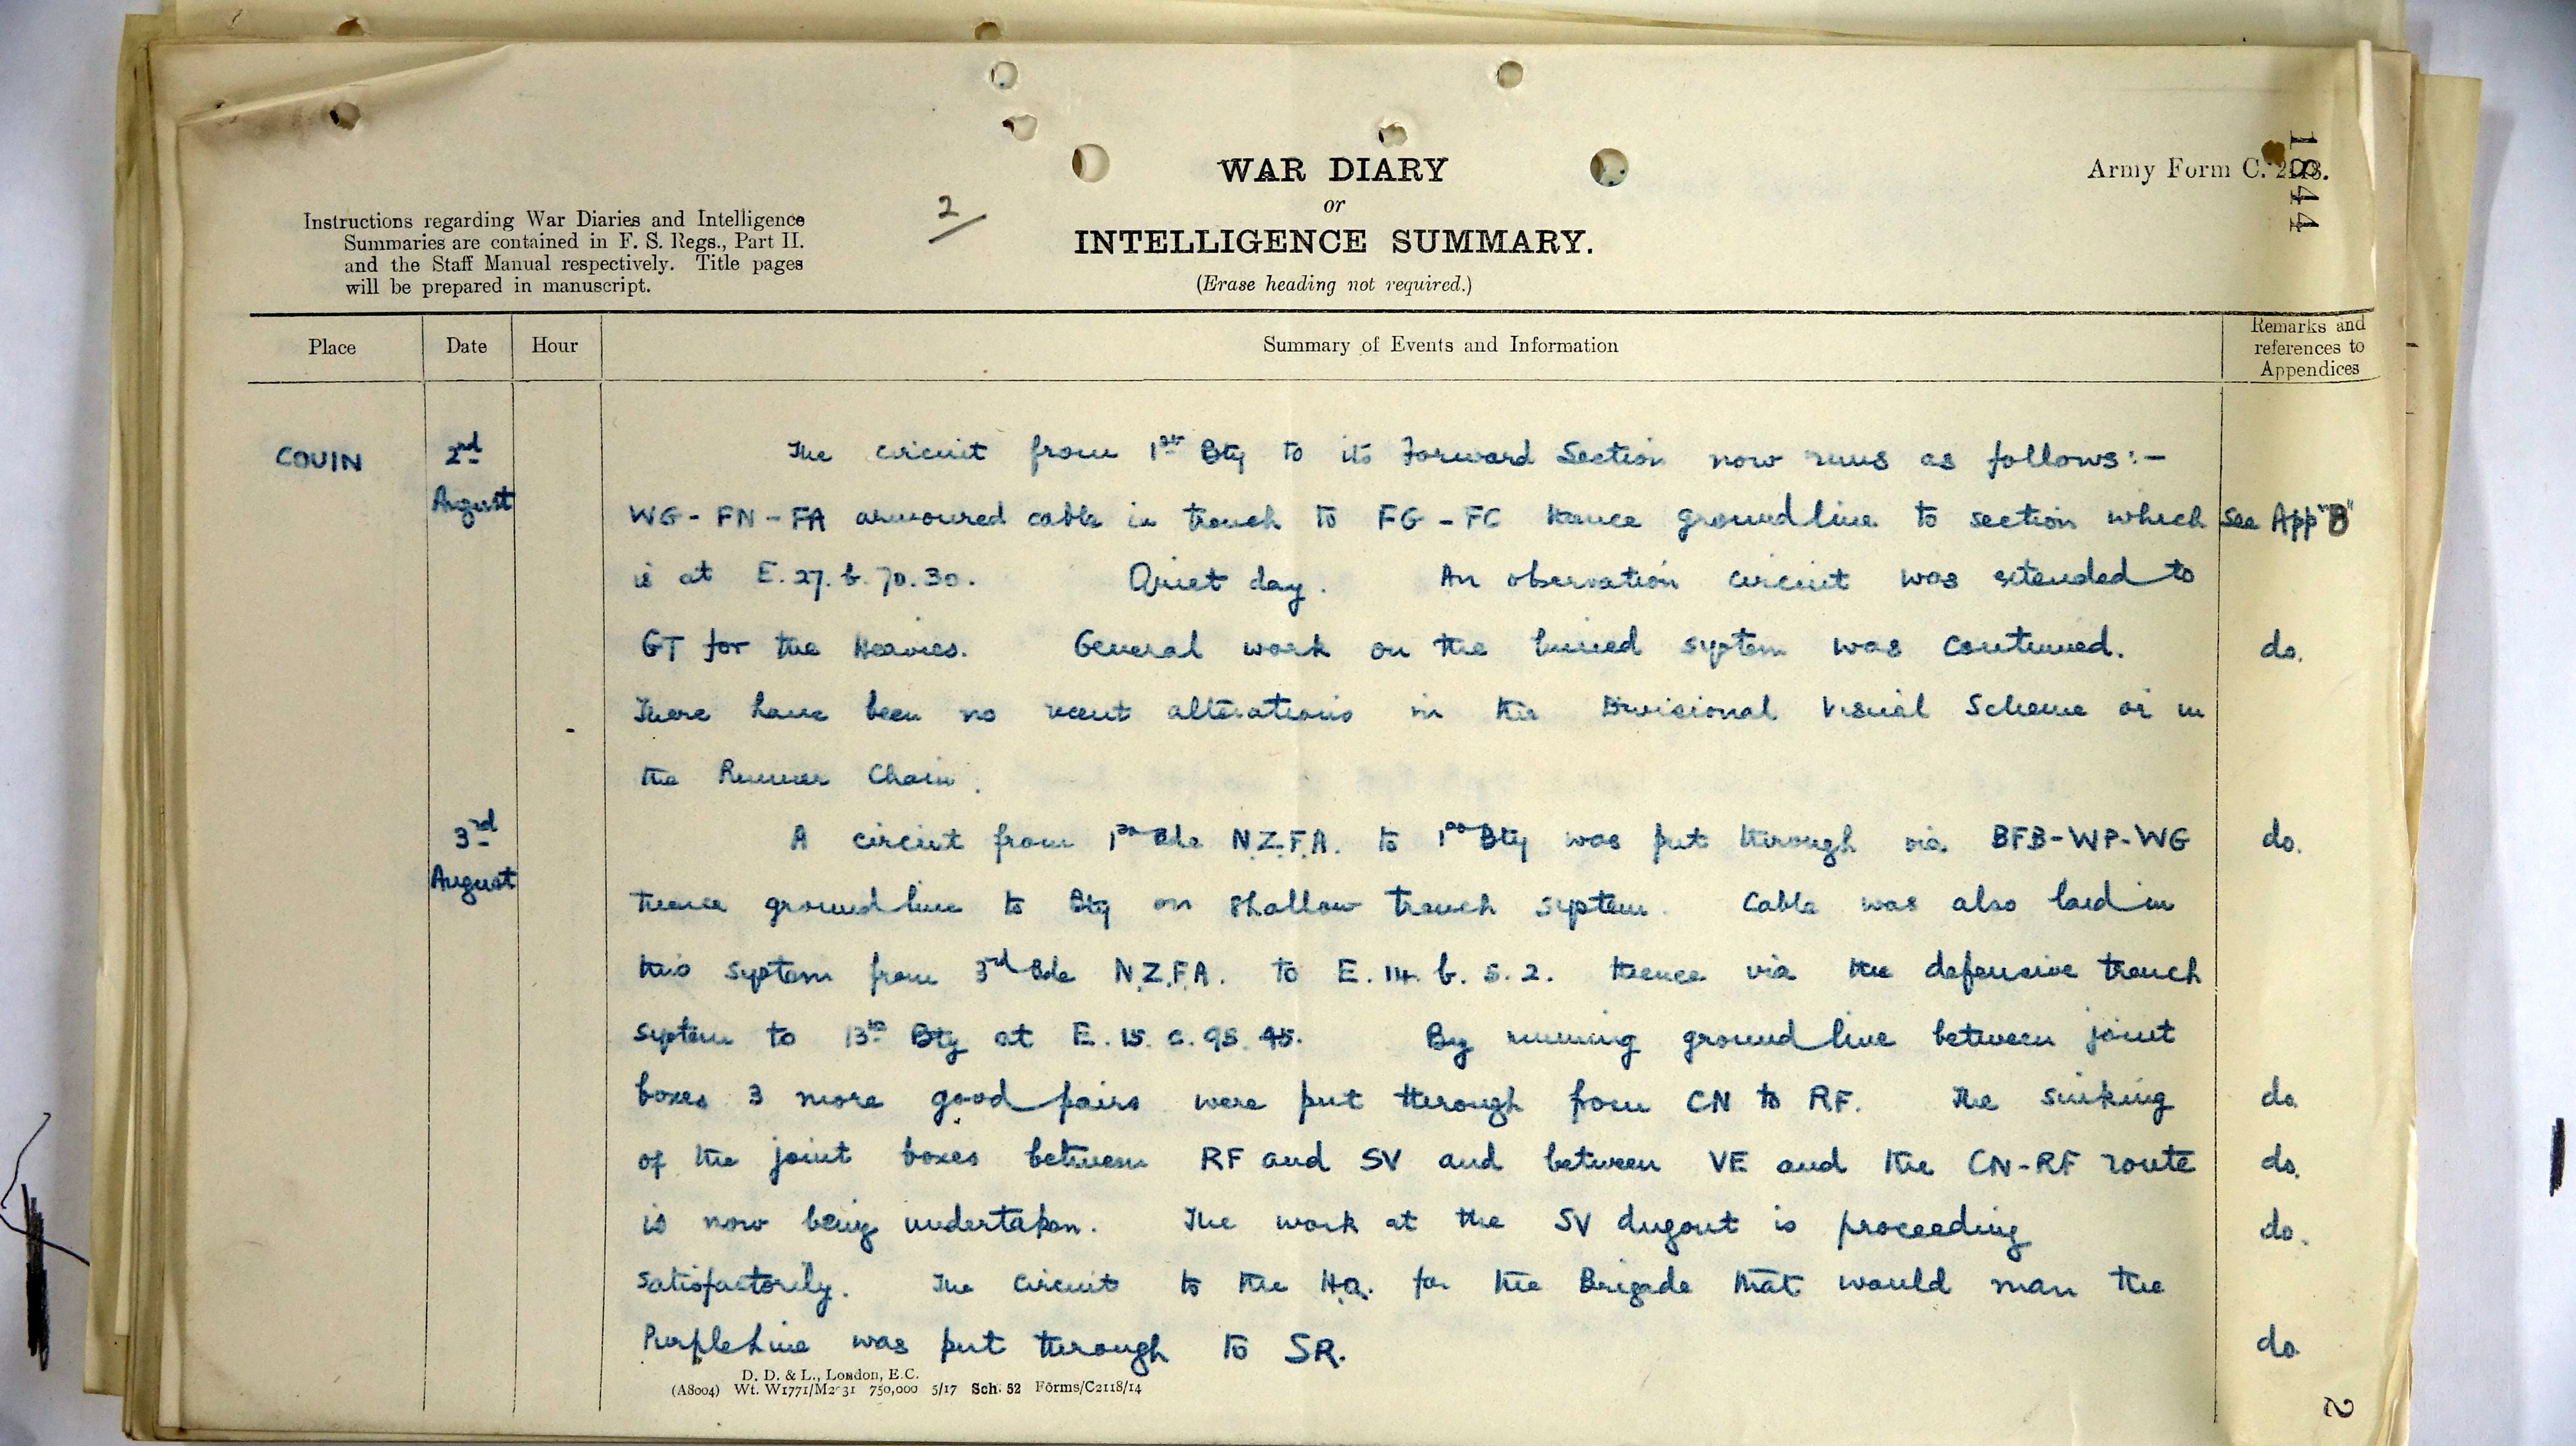 1844
WAR DIARY
or
INTELLIGENCE SUMMARY.
(Erase heading not required.)
Army Form C. 2118.
2
Instructions regarding War Diaries and Intelligence
Summaries are contained in F. S. Regs., Part II.
and the Staff Manual respectively. Title pages
will be prepared in manuscript.
Place Date Hour Summary of Events and Information Remarks and references to Appendices
COUIN 2nd August The circuit from 1st Bty to its Forward Section now runs as follows:-
WG - FN - FA armoured cable in trench to FG - FC thence groundline to section which See App "B"
is at E.27.b.70.30. Quiet day. An observation circuit was extended to
GT for the Heavies. General work on the buried system was continued. do.
There have been no recent alterations in the Divisional Visual Scheme or in
the Runner Chain.
3rd August A circuit from 1st Bde N.Z.F.A. to 1st Bty was put through via BFB-WP-WG do.
thence groundline to Bty on shallow trench system. Cable was also laid in
this system from 3rd Bde N.Z.F.A. to E.14.b.5.2. thence via the defensive trench
system to 13th Bty at E.15.c.95.45. By running ground line between joint
boxes 3 more good pairs were put through from CN to RF. The sinking do.
of the joint boxes between RF and SV and between VE and the CN-RF route do.
is now being undertaken. The work at the SV dugout is proceeding do.
satisfactorily. The circuit to the H.Q. for the Brigade that would man the
Purple Line was put through to SR. do.
D. D. & L., London, E.C.
(A8004) Wt. W1771/M2031 750,000 5/17 Sch. 52 Forms/C2118/14
2